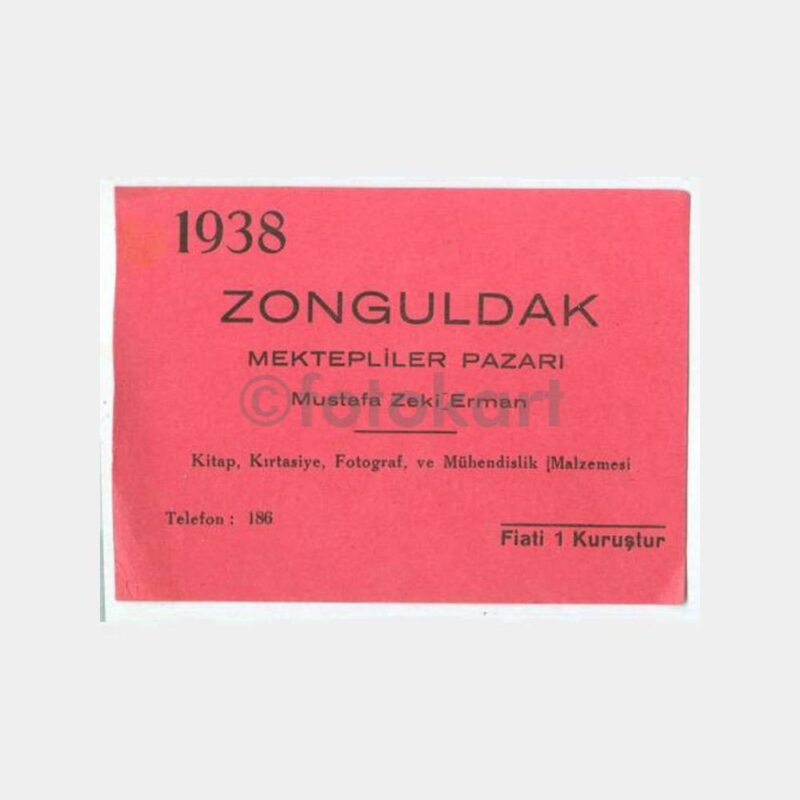 1938
ZONGULDAK
MEKTEPLİLER PAZARI
©fotokart
Mustafa Zeki Erman
Kitap, Kırtasiye, Fotograf, ve Mühendislik Malzemesi
Telefon : 186
Fiati 1 Kuruştur